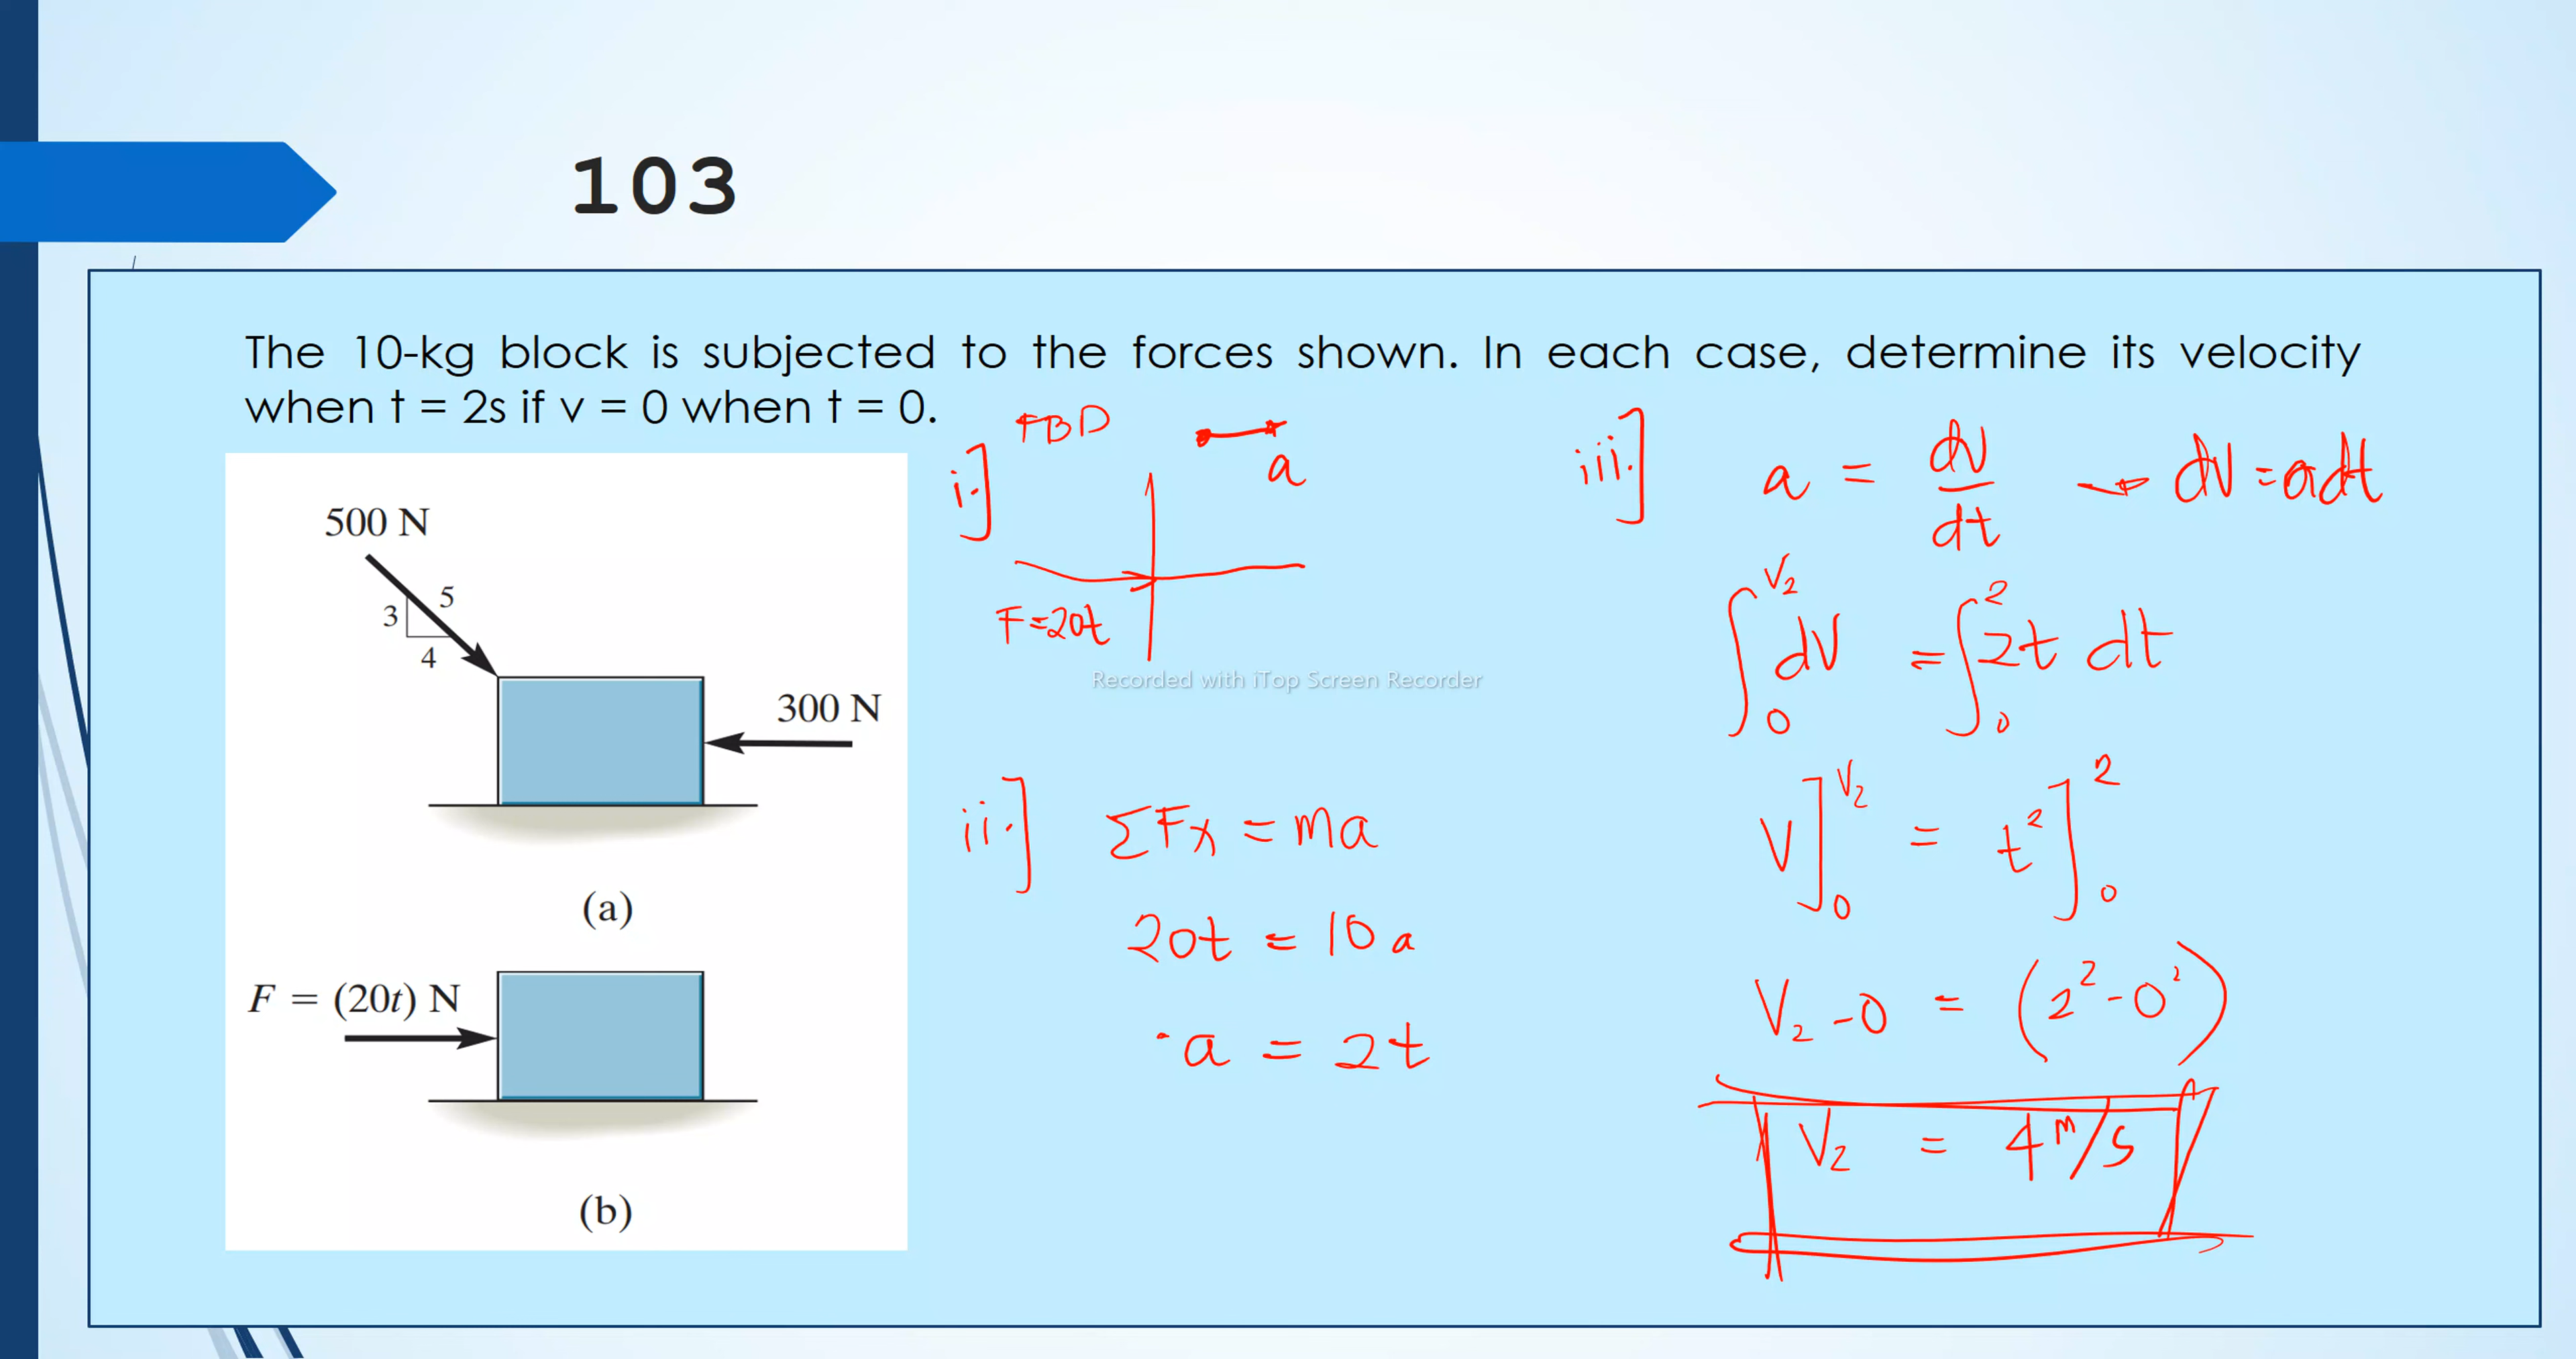 103
The 10-kg block is subjected to the forces shown. In each case, determine its velocity
when t = 2s if v = 0 when t = 0.
500 N
5
3
4
300 N
(a)
F = (20t) N
(b)
i.] FBD
a
F=20t
Recorded with iTop Screen Recorder
ii.] ΣFx = ma
20t = 10a
a = 2t
iii.] a = dV/dt → dV = adt
∫₀^V₂ dV = ∫₀² 2t dt
V]₀^V₂ = t²]₀²
V₂ - 0 = (2² - 0²)
V₂ = 4 m/s